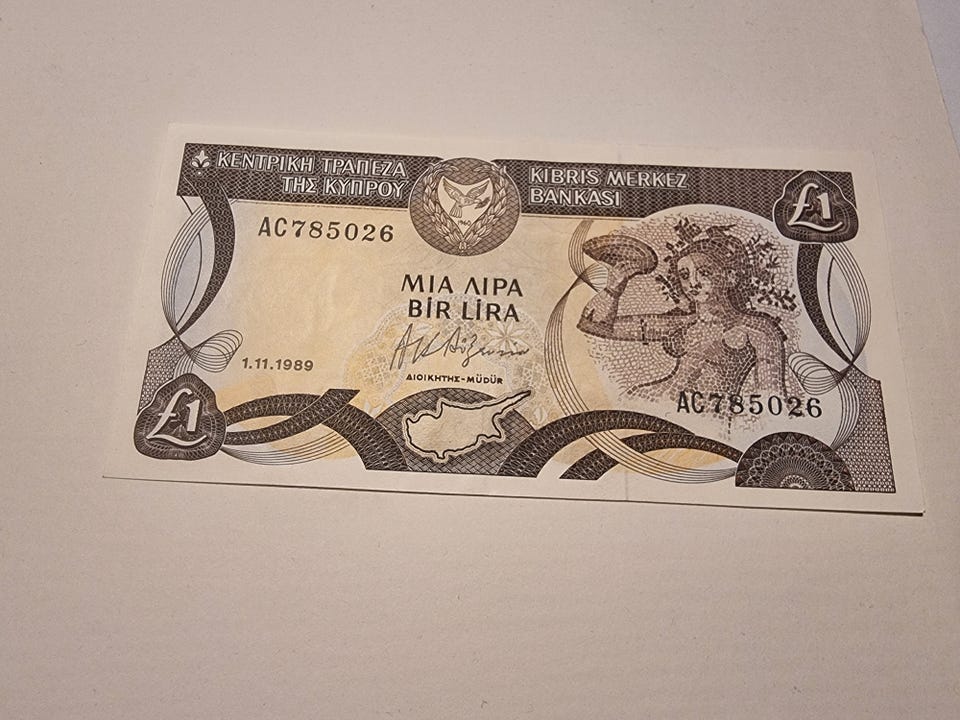 ΚΕΝΤΡΙΚΗ ΤΡΑΠΕΖΑ
ΤΗΣ ΚΥΠΡΟΥ
KIBRIS MERKEZ
BANKASI
£1
AC785026
ΜΙΑ ΛΙΡΑ
BİR LİRA
1.11.1989
ΔΙΟΙΚΗΤΗΣ-MÜDÜR
AC785026
£1